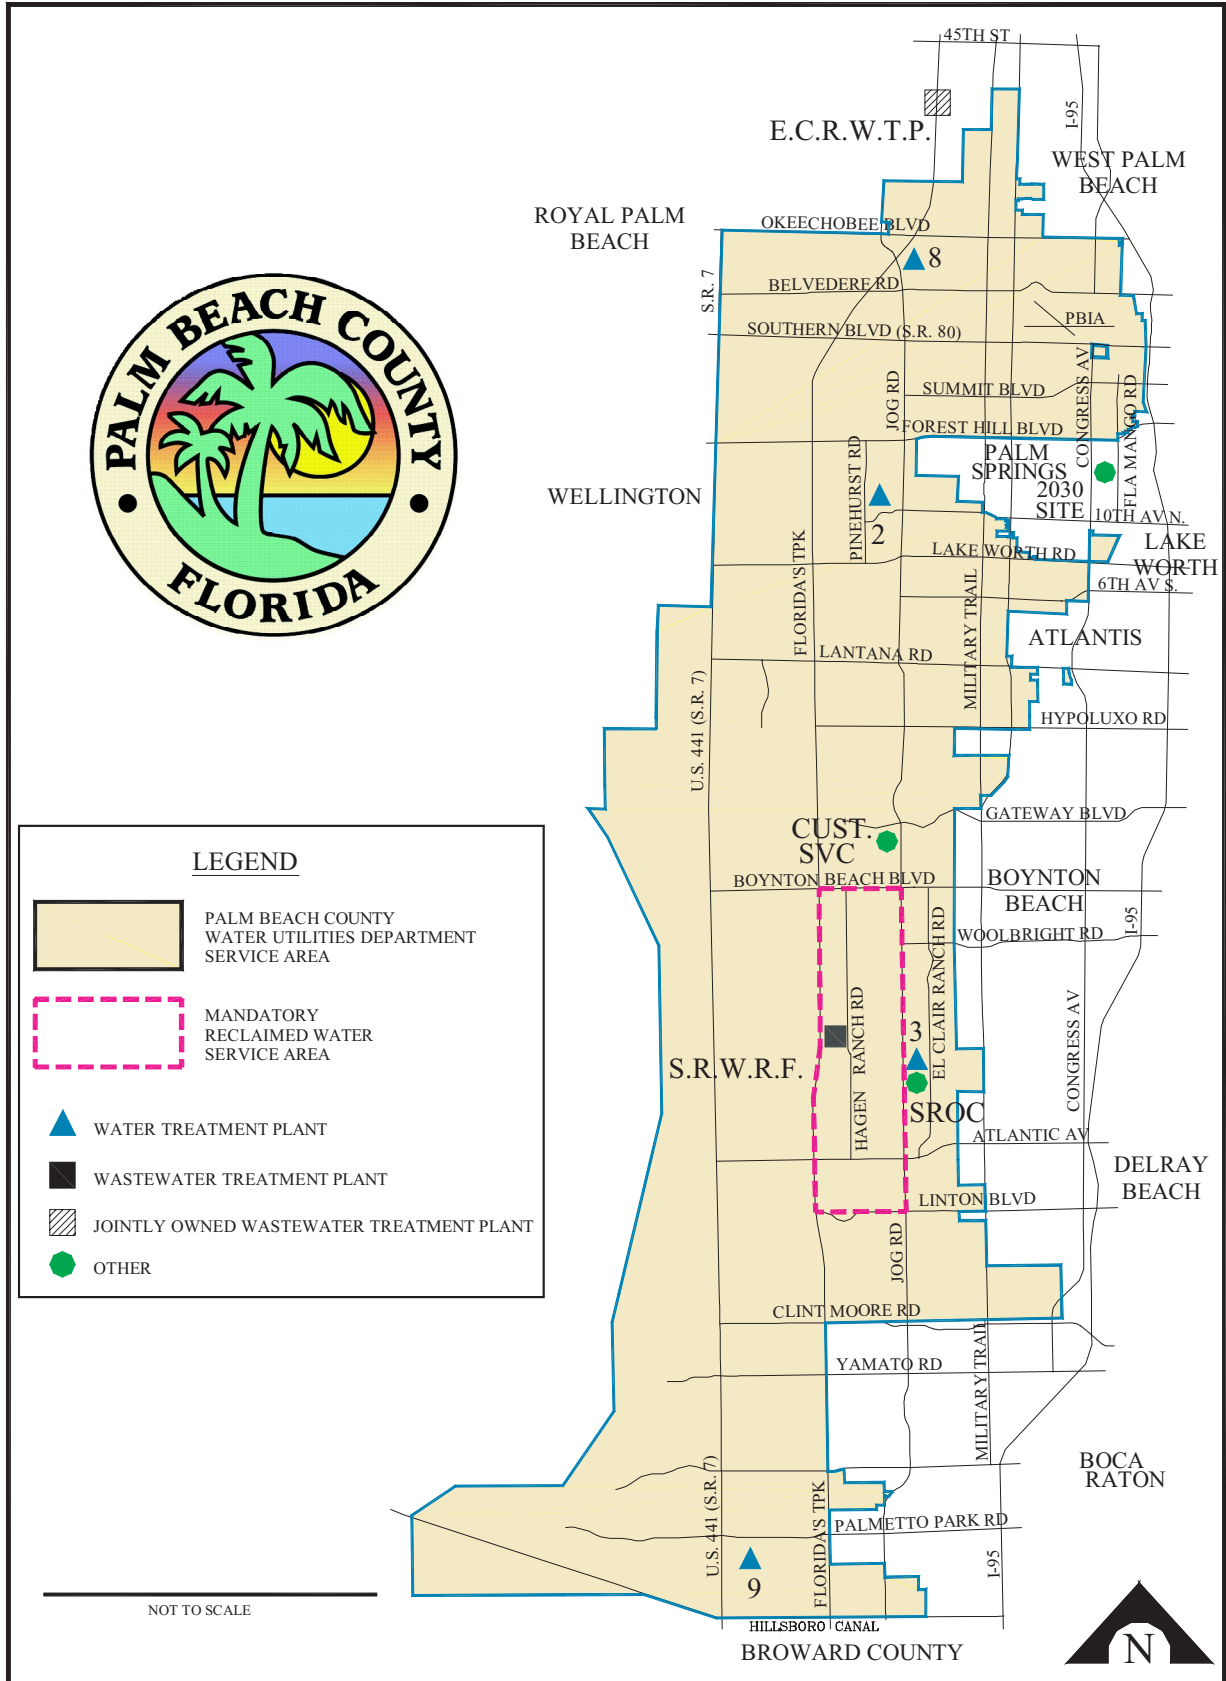 45TH ST
I-95
E.C.R.W.T.P.
WEST PALM
BEACH
ROYAL PALM
BEACH
OKEECHOBEE BLVD
8
S.R. 7
BELVEDERE RD
PBIA
SOUTHERN BLVD (S.R. 80)
CONGRESS AV
SUMMIT BLVD
JOG RD
FLA MANGO RD
FOREST HILL BLVD
PALM
SPRINGS
2030
SITE
PINEHURST RD
WELLINGTON
2
10TH AV N.
LAKE
WORTH
LAKE WORTH RD
FLORIDA'S TPK
6TH AV S.
MILITARY TRAIL
ATLANTIS
LANTANA RD
U.S. 441 (S.R. 7)
HYPOLUXO RD
GATEWAY BLVD
CUST.
SVC
BOYNTON BEACH BLVD
BOYNTON
BEACH
I-95
WOOLBRIGHT RD
EL CLAIR RANCH RD
HAGEN RANCH RD
CONGRESS AV
3
S.R.W.R.F.
SROC
ATLANTIC AV
DELRAY
BEACH
LINTON BLVD
JOG RD
CLINT MOORE RD
MILITARY TRAIL
YAMATO RD
BOCA
RATON
U.S. 441 (S.R. 7)
FLORIDA'S TPK
PALMETTO PARK RD
I-95
9
HILLSBORO CANAL
BROWARD COUNTY
N
PALM BEACH COUNTY
FLORIDA
LEGEND
PALM BEACH COUNTY
WATER UTILITIES DEPARTMENT
SERVICE AREA
MANDATORY
RECLAIMED WATER
SERVICE AREA
WATER TREATMENT PLANT
WASTEWATER TREATMENT PLANT
JOINTLY OWNED WASTEWATER TREATMENT PLANT
OTHER
NOT TO SCALE